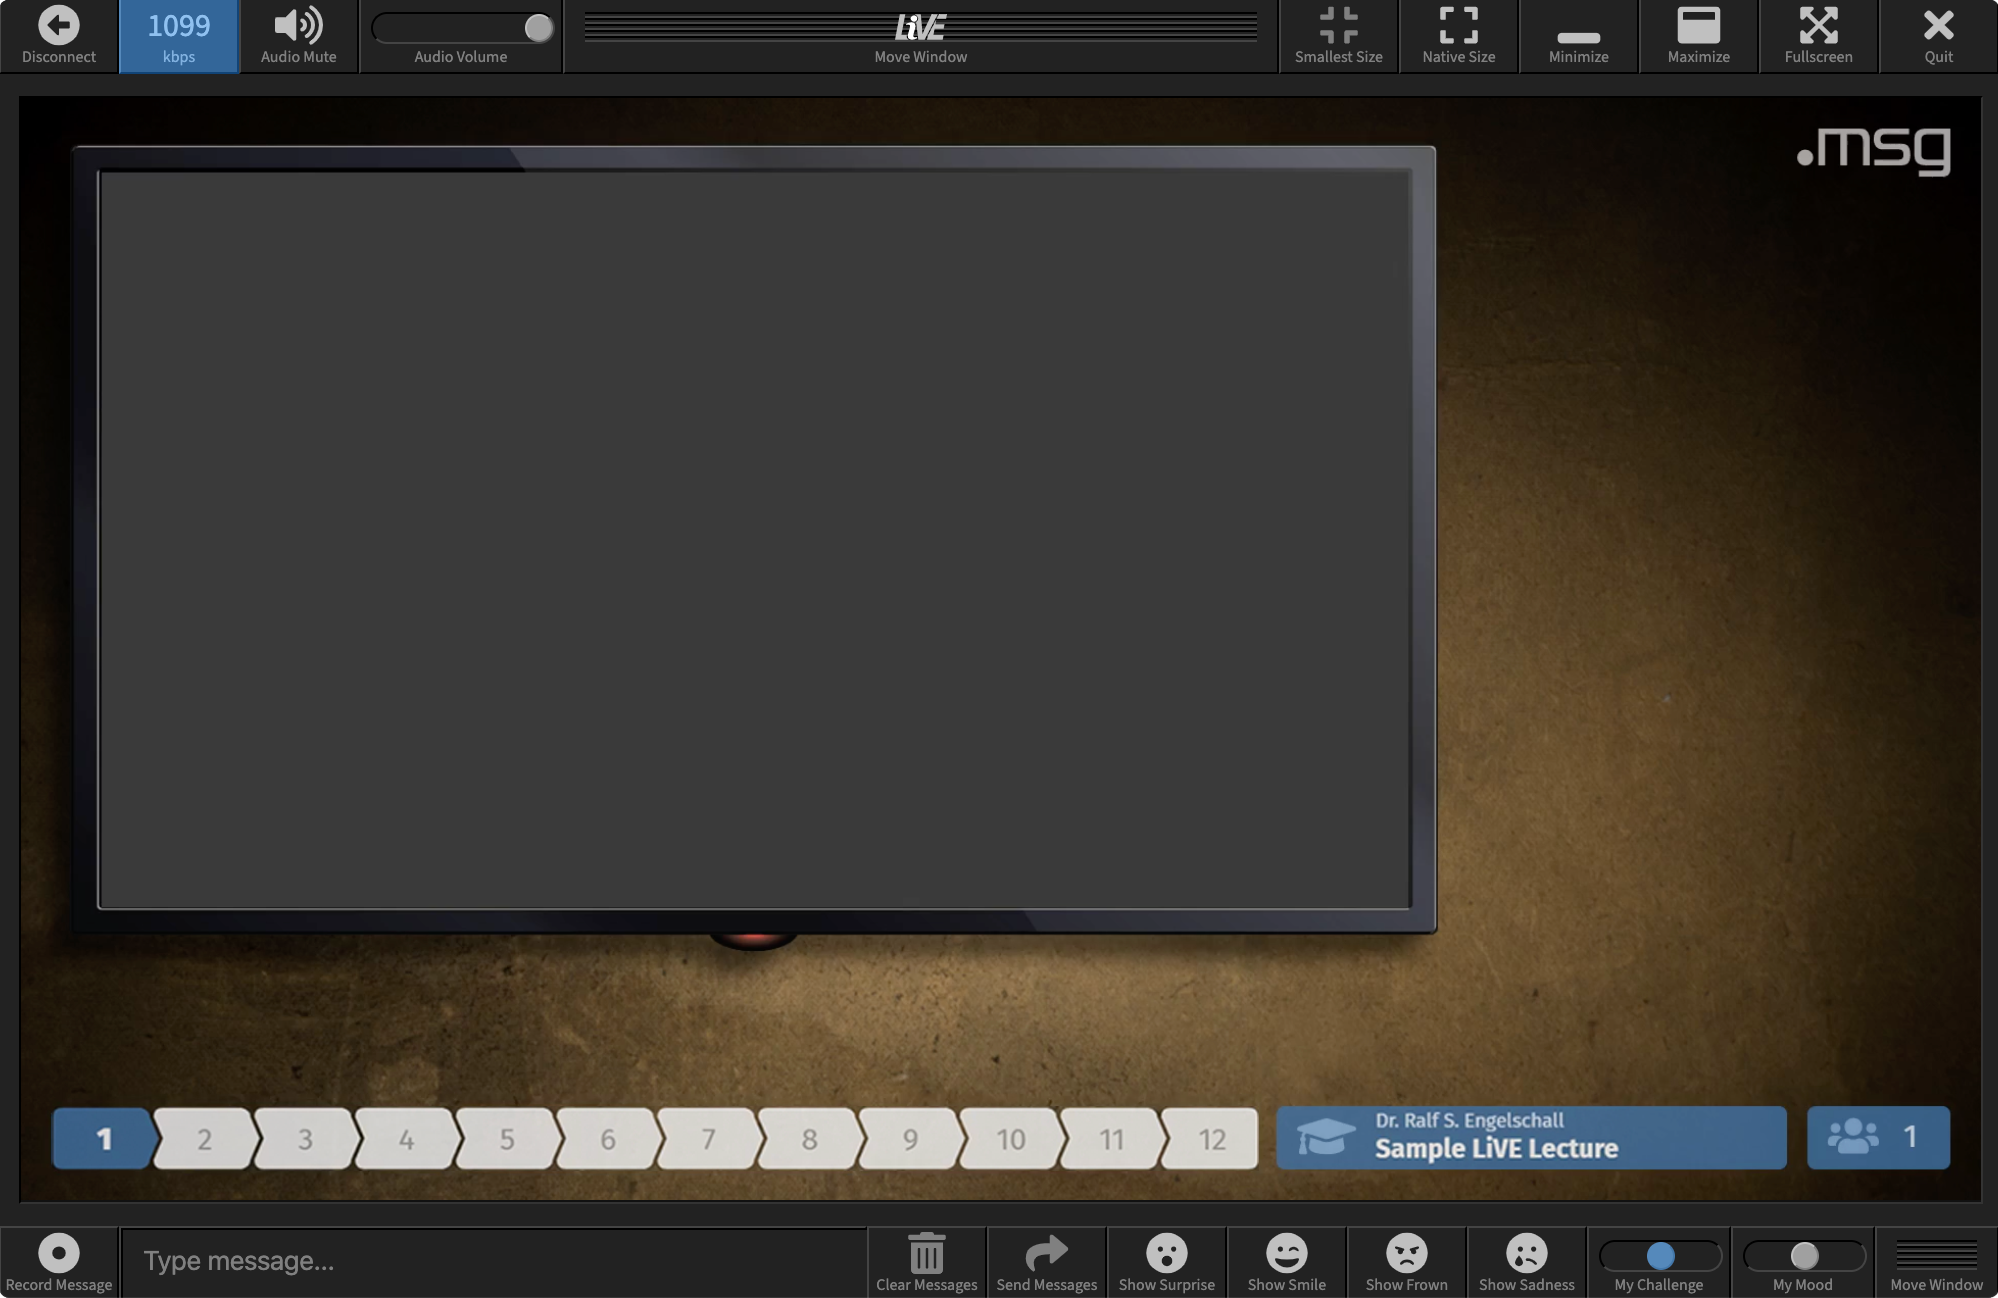 Disconnect
1099
kbps
Audio Mute
Audio Volume
LiVE
Move Window
Smallest Size
Native Size
Minimize
Maximize
Fullscreen
Quit
.msg
1 2 3 4 5 6 7 8 9 10 11 12
Dr. Ralf S. Engelschall
Sample LiVE Lecture
1
Record Message
Type message...
Clear Messages
Send Messages
Show Surprise
Show Smile
Show Frown
Show Sadness
My Challenge
My Mood
Move Window